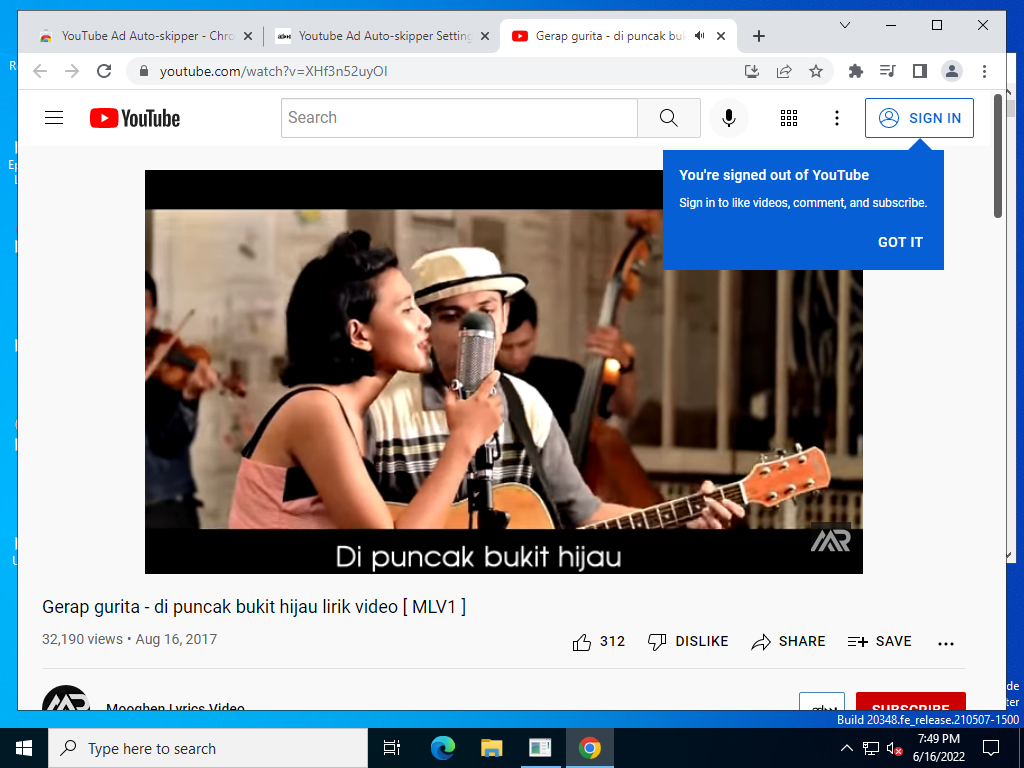 YouTube Ad Auto-skipper - Chro
Youtube Ad Auto-skipper Setting
Gerap gurita - di puncak buk
youtube.com/watch?v=XHf3n52uyOI
YouTube
Search
SIGN IN
You're signed out of YouTube
Sign in to like videos, comment, and subscribe.
GOT IT
Di puncak bukit hijau
MR
Gerap gurita - di puncak bukit hijau lirik video [ MLV1 ]
32,190 views • Aug 16, 2017
312
DISLIKE
SHARE
SAVE
Mooghen Lyrics Video
SUBSCRIBE
Build 20348.fe_release.210507-1500
Type here to search
7:49 PM
6/16/2022